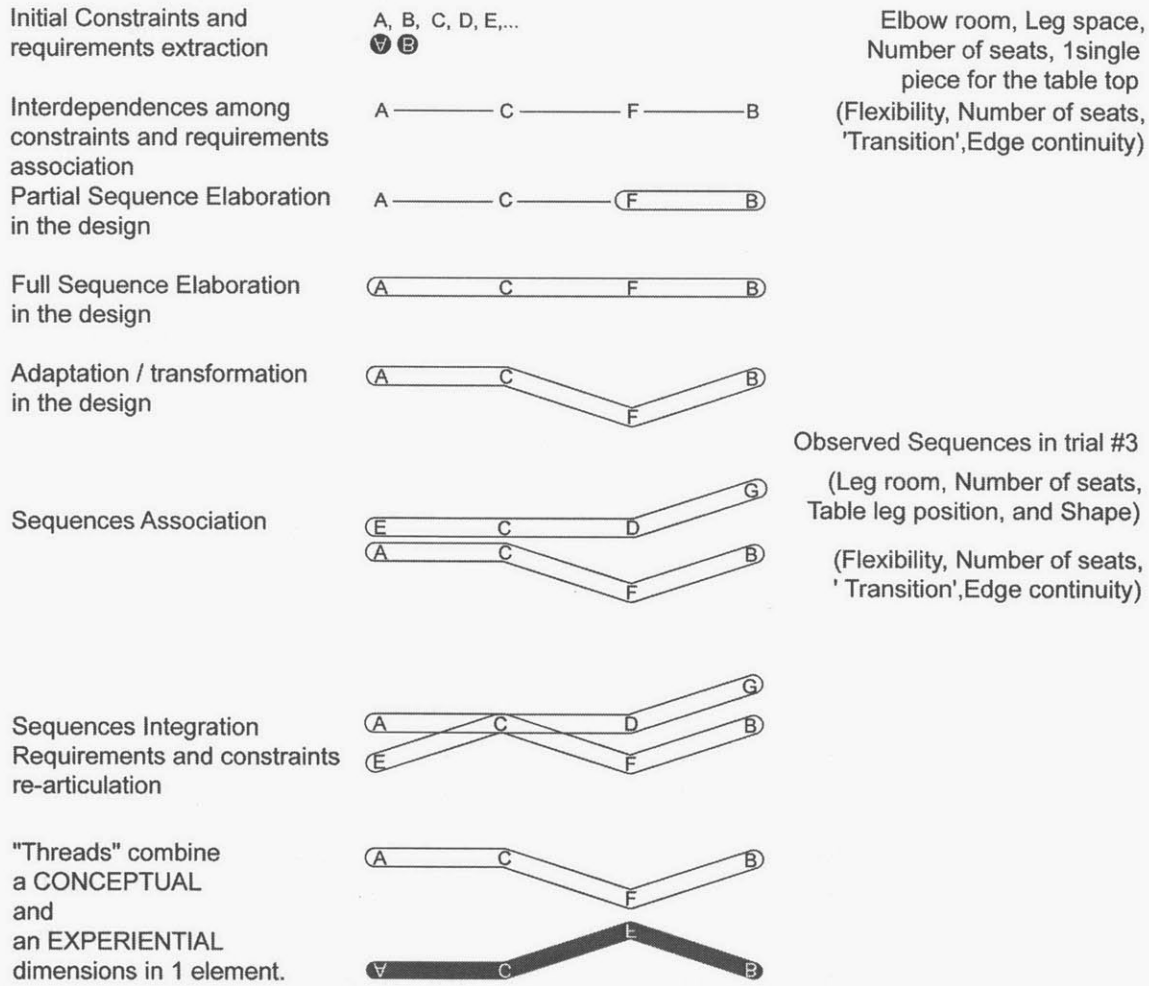 Initial Constraints and
requirements extraction
A, B, C, D, E,...
∀ B
Elbow room, Leg space,
Number of seats, 1single
piece for the table top
Interdependences among
constraints and requirements
association
A C F B
(Flexibility, Number of seats,
'Transition',Edge continuity)
Partial Sequence Elaboration
in the design
A C F B
Full Sequence Elaboration
in the design
A C F B
Adaptation / transformation
in the design
A C F B
Observed Sequences in trial #3
Sequences Association
E C D G
A C F B
(Leg room, Number of seats,
Table leg position, and Shape)
(Flexibility, Number of seats,
' Transition',Edge continuity)
Sequences Integration
Requirements and constraints
re-articulation
A C D G
E F B
"Threads" combine
a CONCEPTUAL
and
an EXPERIENTIAL
dimensions in 1 element.
A C F B
∀ C E B